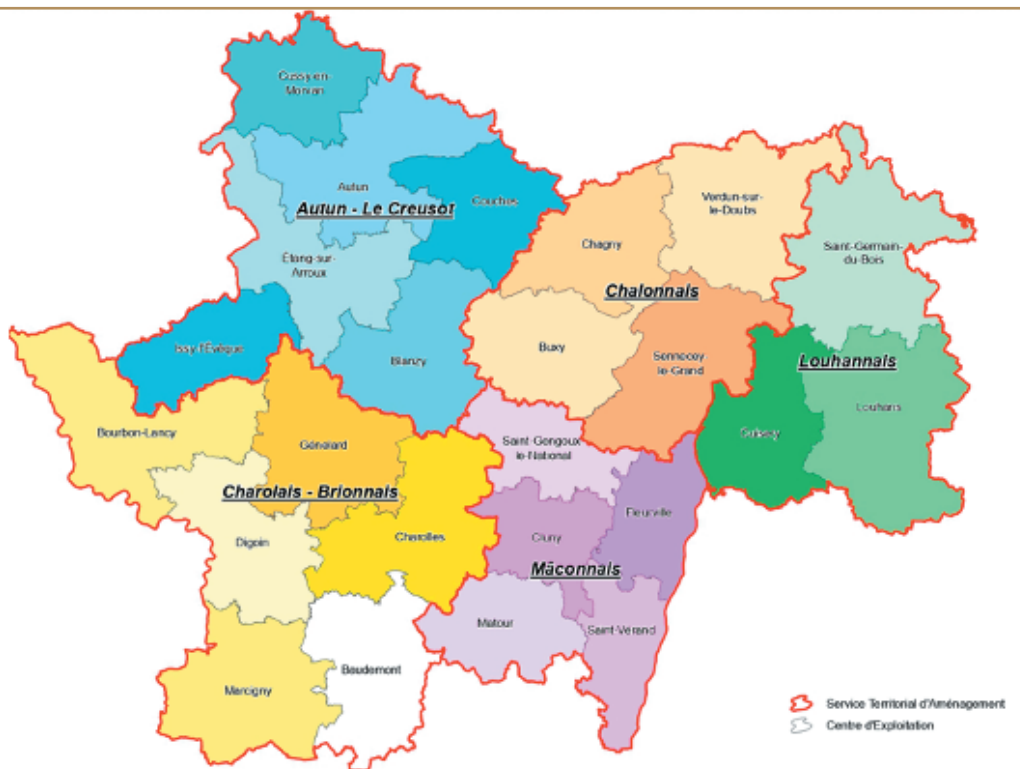 Cussy-en-
Morvan
Autun
Autun - Le Creusot
Couches
Étang-sur-
Arroux
Issy-l'Évêque
Blanzy
Verdun-sur-
le-Doubs
Chagny
Chalonnais
Buxy
Sennecey
le-Grand
Saint-Germain-
du-Bois
Louhannais
Louhans
Cuisery
Bourbon-Lancy
Génelard
Charolais - Brionnais
Digoin
Charolles
Marcigny
Baudemont
Saint-Gengoux
le-National
Fleurville
Cluny
Mâconnais
Matour
Saint-Vérand
Service Territorial d'Aménagement
Centre d'Exploitation